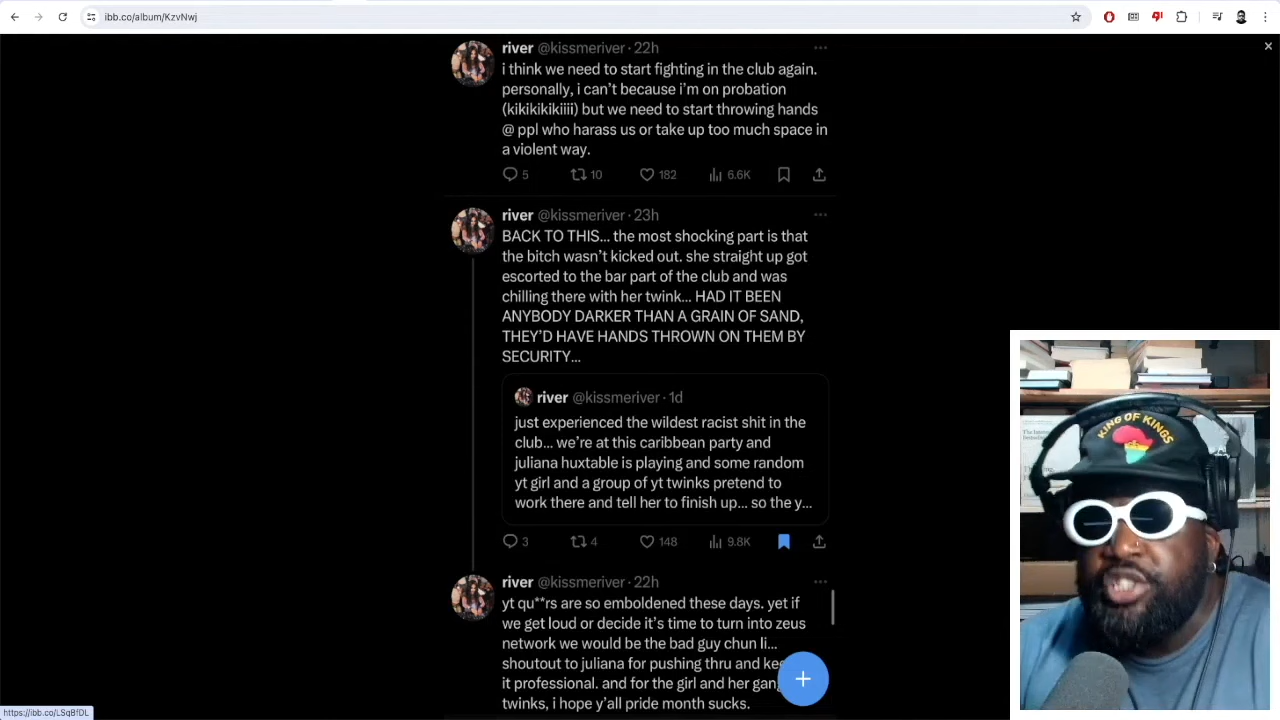 ibb.co/album/KzvNwj
river @kissmeriver · 22h
i think we need to start fighting in the club again.
personally, i can't because i'm on probation
(kikikikikiiii) but we need to start throwing hands
@ ppl who harass us or take up too much space in
a violent way.
5 10 182 6.6K
river @kissmeriver · 23h
BACK TO THIS... the most shocking part is that
the bitch wasn't kicked out. she straight up got
escorted to the bar part of the club and was
chilling there with her twink... HAD IT BEEN
ANYBODY DARKER THAN A GRAIN OF SAND,
THEY'D HAVE HANDS THROWN ON THEM BY
SECURITY...
river @kissmeriver · 1d
just experienced the wildest racist shit in the
club... we're at this caribbean party and
juliana huxtable is playing and some random
yt girl and a group of yt twinks pretend to
work there and tell her to finish up... so the y...
3 4 148 9.8K
river @kissmeriver · 22h
yt qu**rs are so emboldened these days. yet if
we get loud or decide it's time to turn into zeus
network we would be the bad guy chun li...
shoutout to juliana for pushing thru and kee
it professional. and for the girl and her gang
twinks, i hope y'all pride month sucks.
KING OF KINGS
https://ibb.co/LSqBfDL